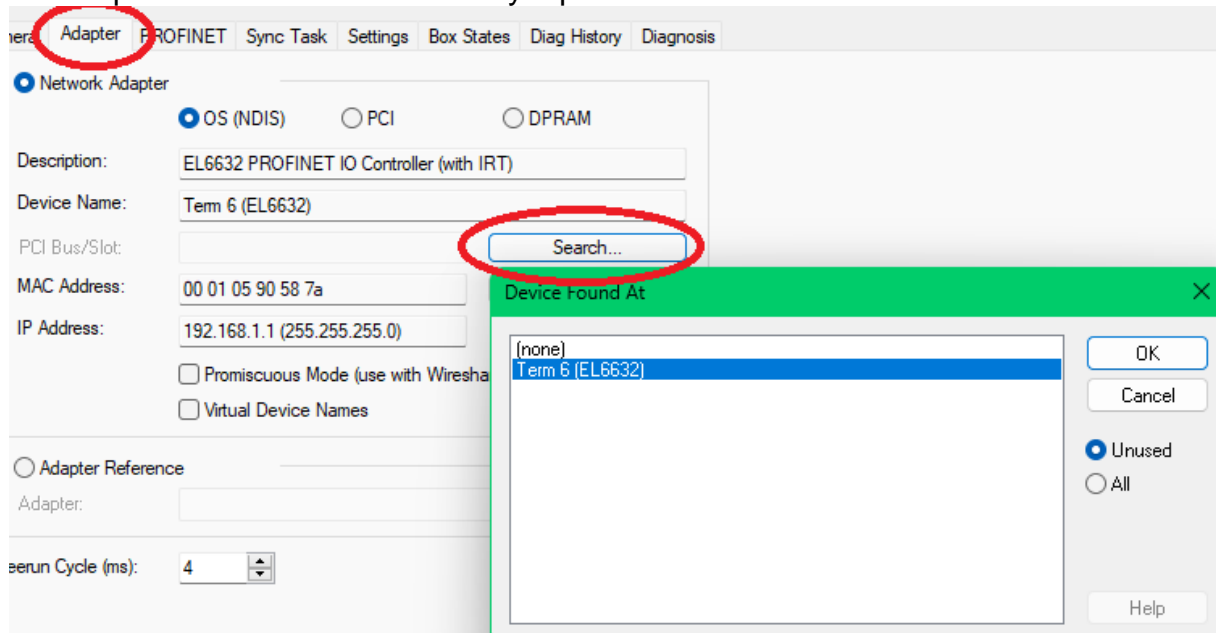 Adapter PROFINET Sync Task Settings Box States Diag History Diagnosis
Network Adapter
OS (NDIS) PCI DPRAM
Description: EL6632 PROFINET IO Controller (with IRT)
Device Name: Term 6 (EL6632)
PCI Bus/Slot: Search...
MAC Address: 00 01 05 90 58 7a
IP Address: 192.168.1.1 (255.255.255.0)
Promiscuous Mode (use with Wiresha
Virtual Device Names
Adapter Reference
Adapter:
eerun Cycle (ms): 4
Device Found At
(none)
Term 6 (EL6632)
OK
Cancel
Unused
All
Help